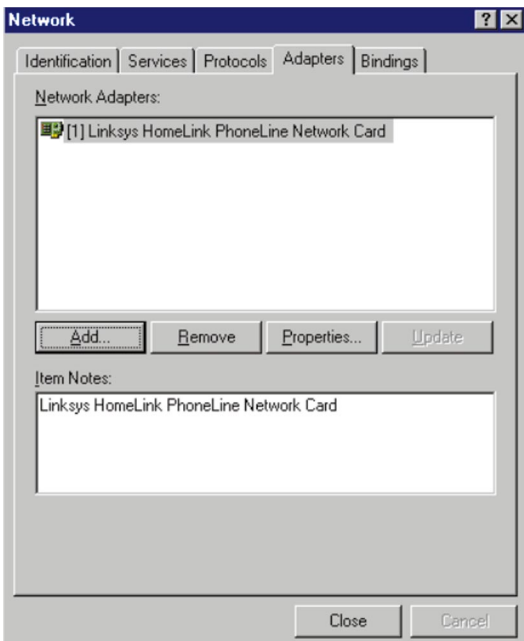 Network
Identification Services Protocols Adapters Bindings
Network Adapters:
[1] Linksys HomeLink PhoneLine Network Card
Add... Remove Properties... Update
Item Notes:
Linksys HomeLink PhoneLine Network Card
Close Cancel